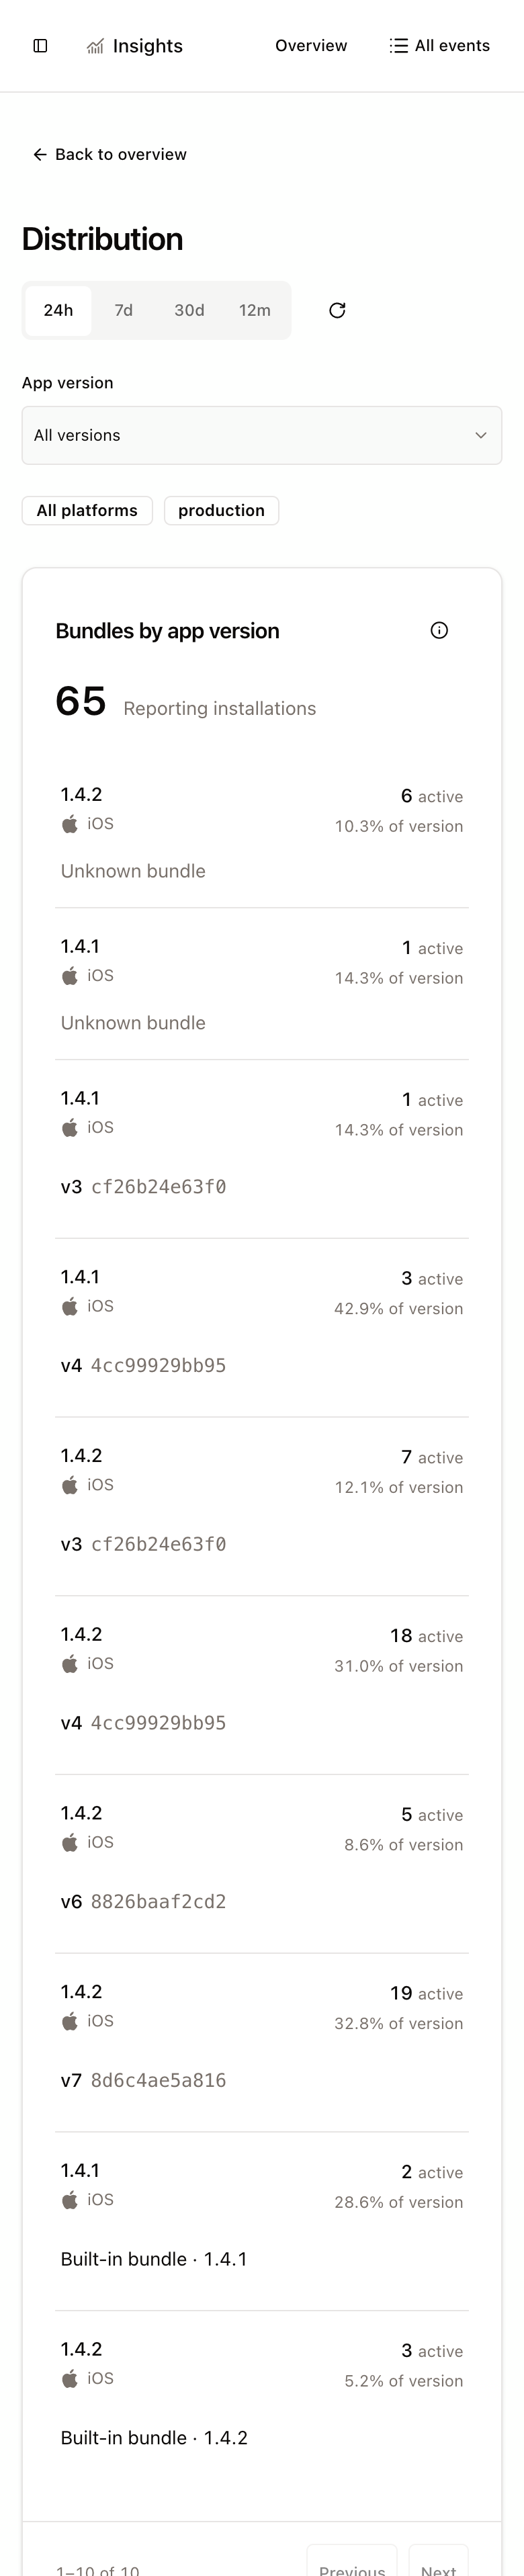 Insights
Overview
All events
Back to overview
Distribution
24h 7d 30d 12m
App version
All versions
All platforms production
Bundles by app version
65 Reporting installations
1.4.2 6 active
iOS 10.3% of version
Unknown bundle
1.4.1 1 active
iOS 14.3% of version
Unknown bundle
1.4.1 1 active
iOS 14.3% of version
v3 cf26b24e63f0
1.4.1 3 active
iOS 42.9% of version
v4 4cc99929bb95
1.4.2 7 active
iOS 12.1% of version
v3 cf26b24e63f0
1.4.2 18 active
iOS 31.0% of version
v4 4cc99929bb95
1.4.2 5 active
iOS 8.6% of version
v6 8826baaf2cd2
1.4.2 19 active
iOS 32.8% of version
v7 8d6c4ae5a816
1.4.1 2 active
iOS 28.6% of version
Built-in bundle · 1.4.1
1.4.2 3 active
iOS 5.2% of version
Built-in bundle · 1.4.2
1–10 of 10 Previous Next